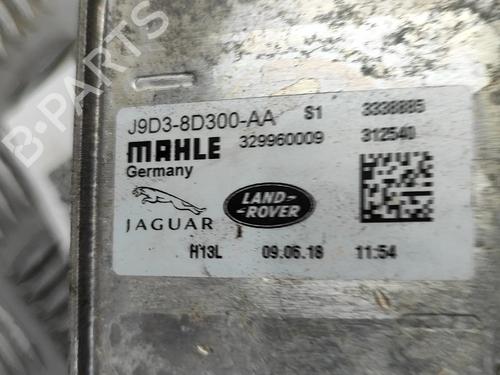 J9D3-8D300-AA S1 3338885
MAHLE 329960009 312540
Germany
JAGUAR
LAND-
-ROVER
H13L 09.06.18 11:54
B-Parts